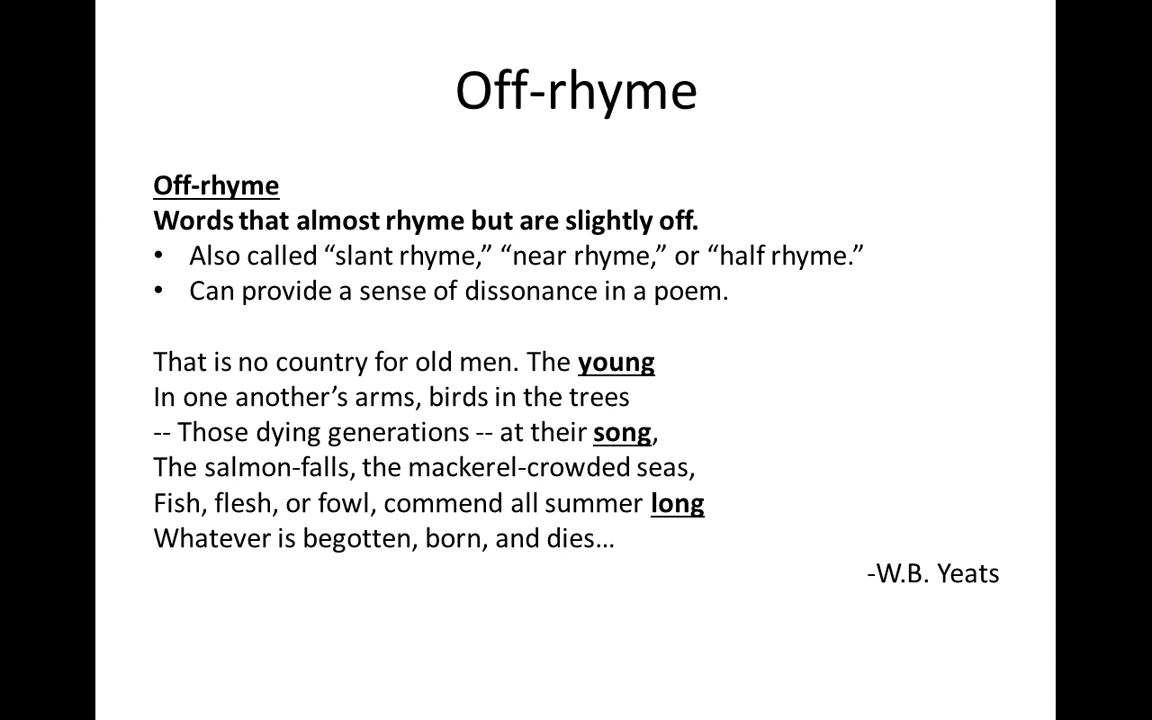 Off-rhyme
Off-rhyme
Words that almost rhyme but are slightly off.
• Also called “slant rhyme,” “near rhyme,” or “half rhyme.”
• Can provide a sense of dissonance in a poem.
That is no country for old men. The young
In one another’s arms, birds in the trees
-- Those dying generations -- at their song,
The salmon-falls, the mackerel-crowded seas,
Fish, flesh, or fowl, commend all summer long
Whatever is begotten, born, and dies…
-W.B. Yeats